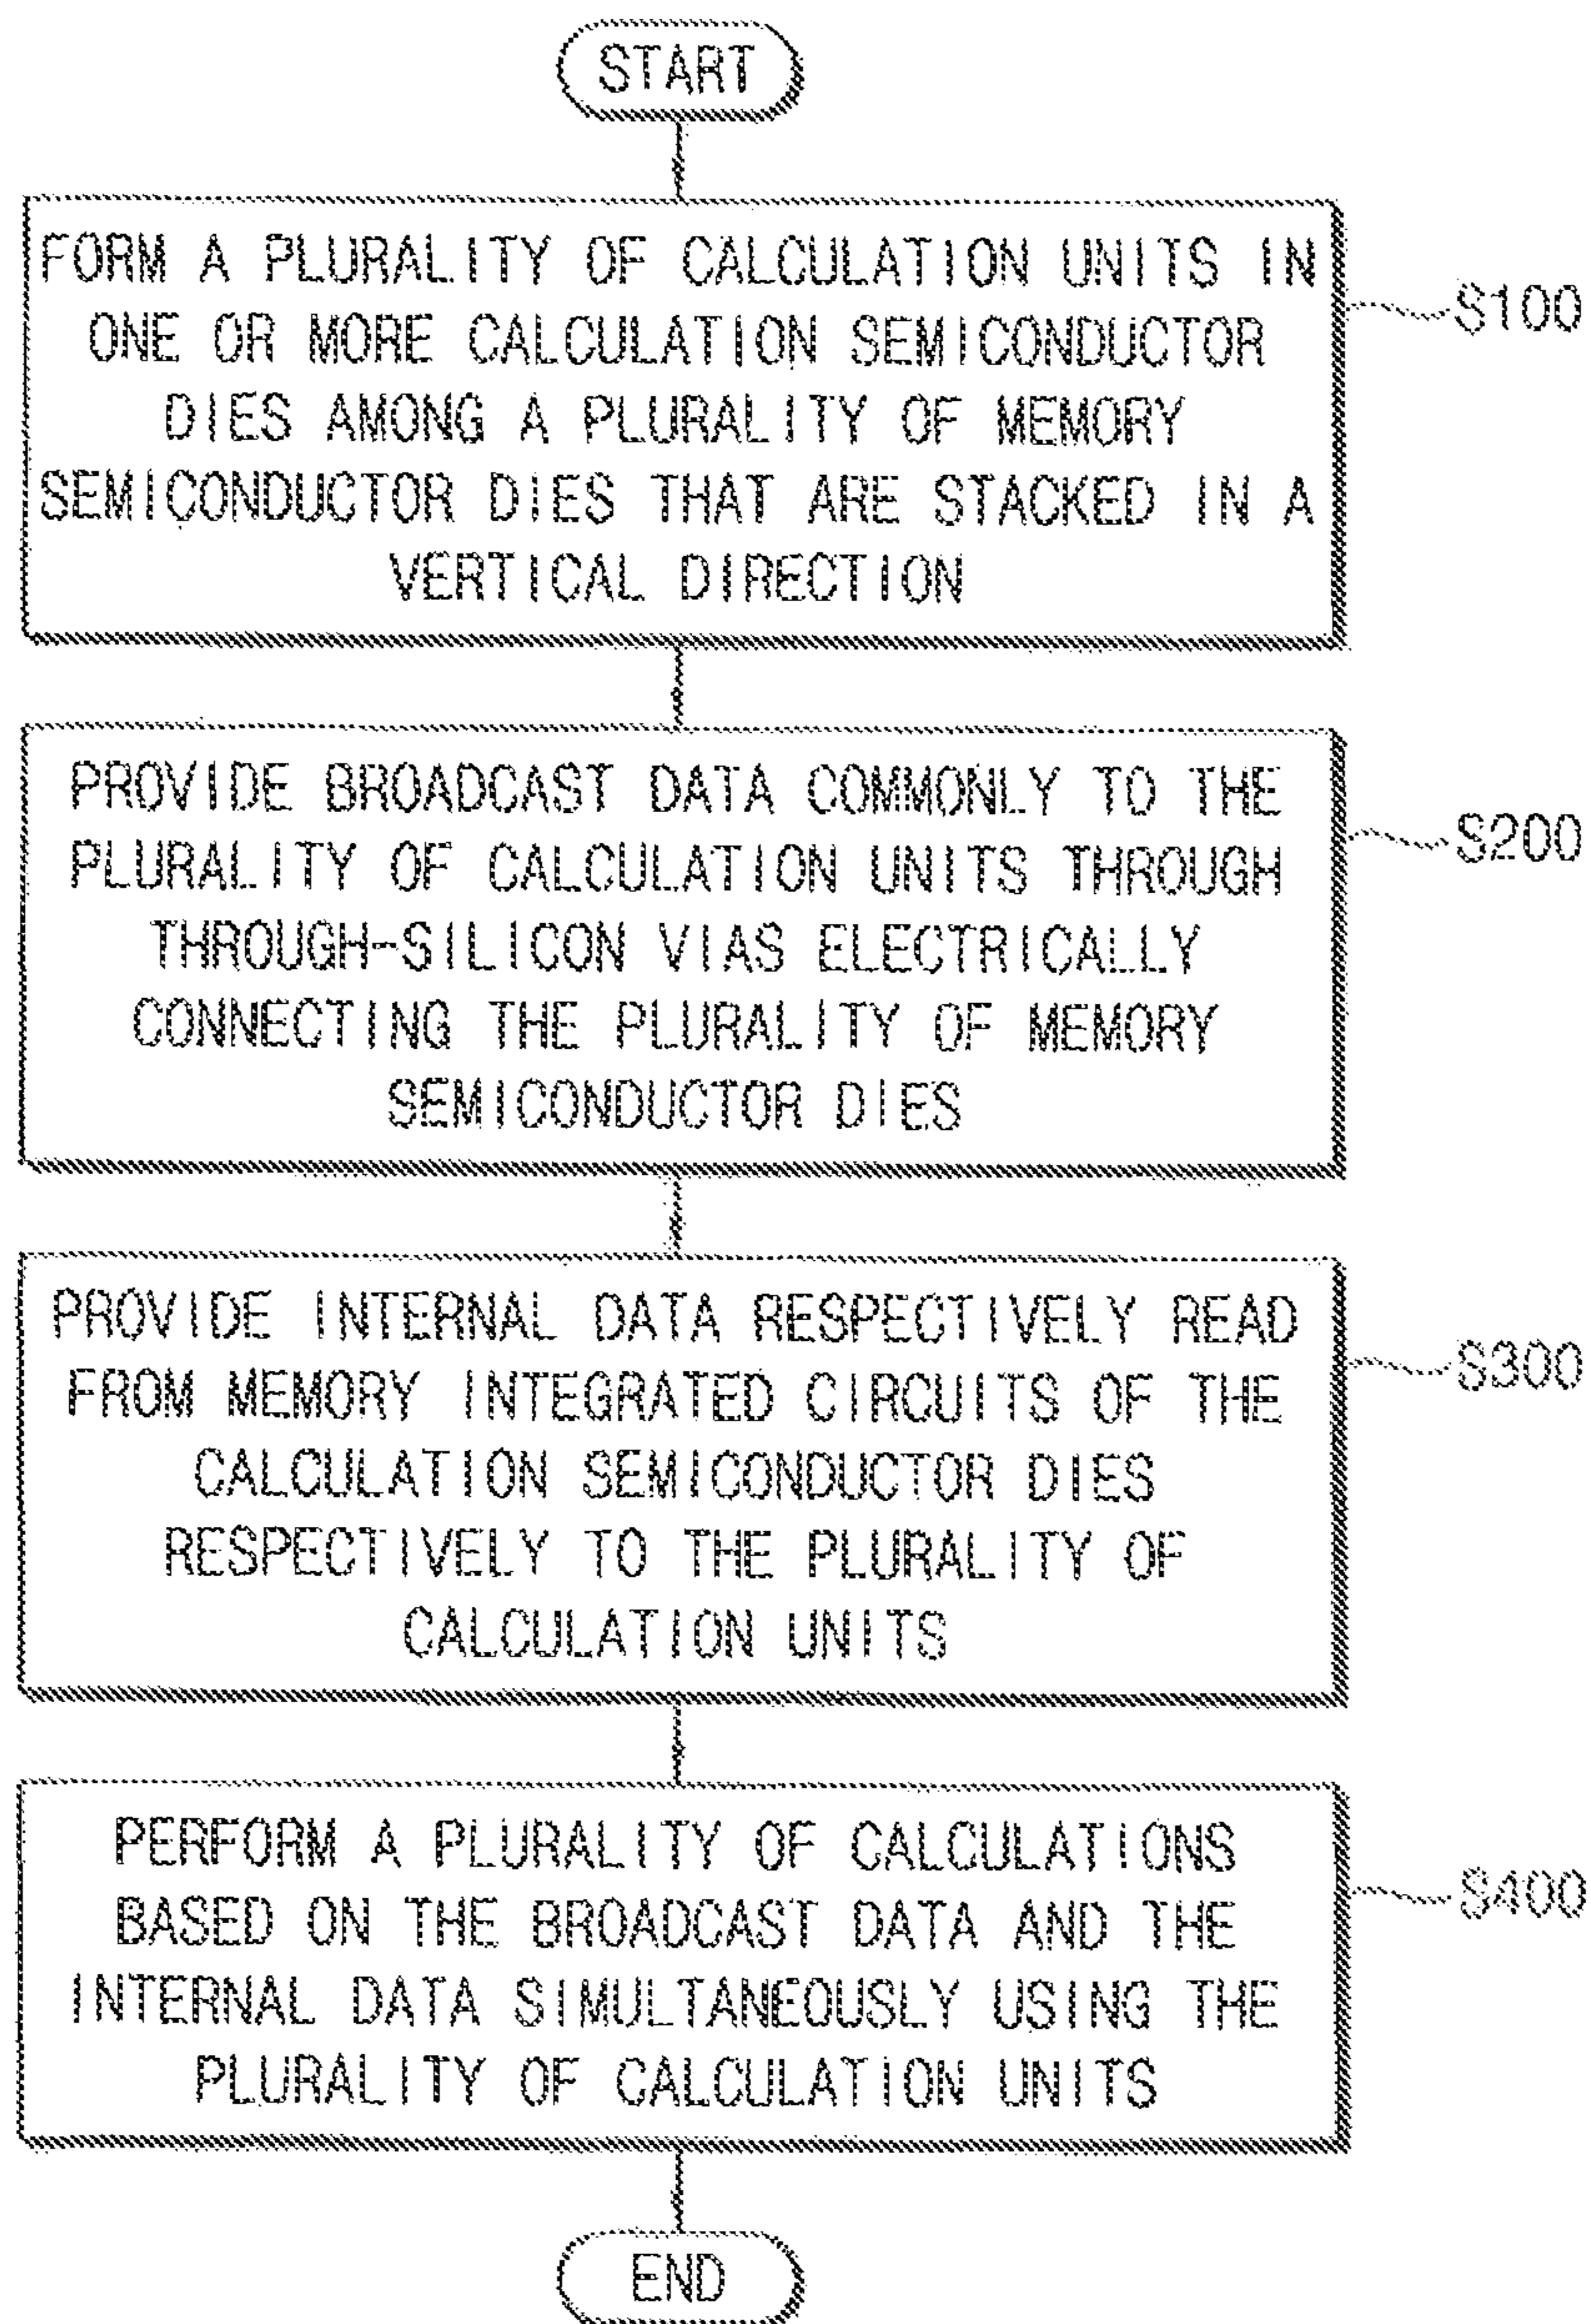 START
FORM A PLURALITY OF CALCULATION UNITS IN
ONE OR MORE CALCULATION SEMICONDUCTOR
DIES AMONG A PLURALITY OF MEMORY
SEMICONDUCTOR DIES THAT ARE STACKED IN A
VERTICAL DIRECTION
S100
PROVIDE BROADCAST DATA COMMONLY TO THE
PLURALITY OF CALCULATION UNITS THROUGH
THROUGH-SILICON VIAS ELECTRICALLY
CONNECTING THE PLURALITY OF MEMORY
SEMICONDUCTOR DIES
S200
PROVIDE INTERNAL DATA RESPECTIVELY READ
FROM MEMORY INTEGRATED CIRCUITS OF THE
CALCULATION SEMICONDUCTOR DIES
RESPECTIVELY TO THE PLURALITY OF
CALCULATION UNITS
S300
PERFORM A PLURALITY OF CALCULATIONS
BASED ON THE BROADCAST DATA AND THE
INTERNAL DATA SIMULTANEOUSLY USING THE
PLURALITY OF CALCULATION UNITS
S400
END